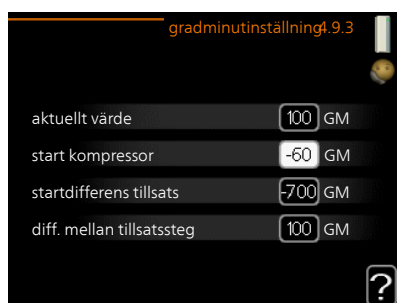 gradminutinställning4.9.3
aktuellt värde 100 GM
start kompressor -60 GM
startdifferens tillsats -700 GM
diff. mellan tillsatssteg 100 GM
?